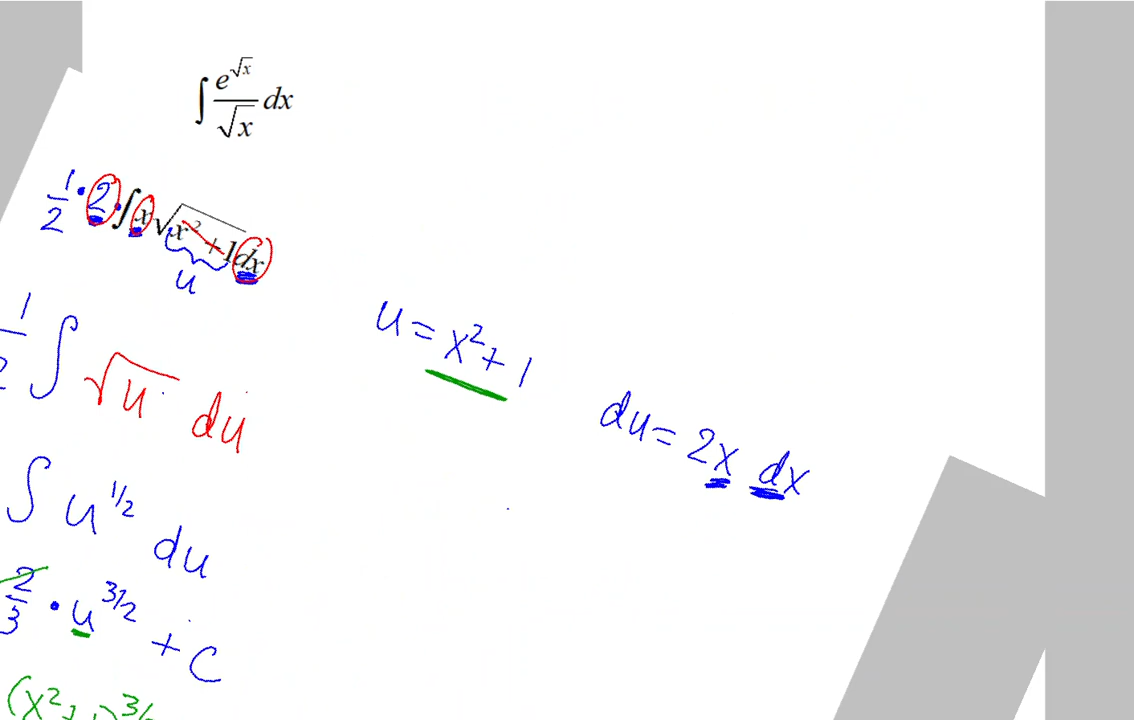 ∫ e^√x / √x dx
1/2 · 2 · ∫ x √(x² + 1) dx
u
u = x² + 1
1/2 ∫ √u du
du = 2x dx
∫ u^1/2 du
2/3 · u^3/2 + C
(x²